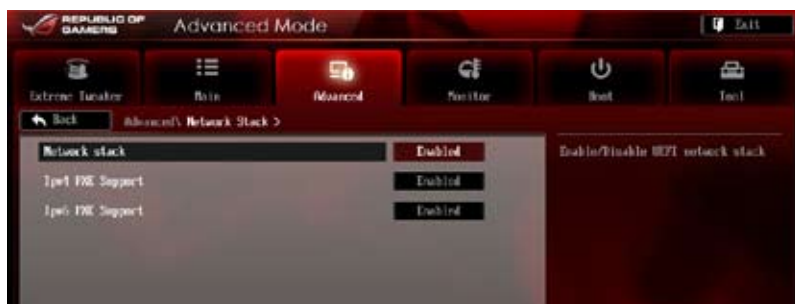 REPUBLIC OF
GAMERS
Advanced Mode
Exit
Extreme Tweaker
Main
Advanced
Monitor
Boot
Tool
Back
Advanced\ Network Stack >
Network stack
Enabled
Enable/Disable UEFI network stack
Ipv4 PXE Support
Enabled
Ipv6 PXE Support
Enabled